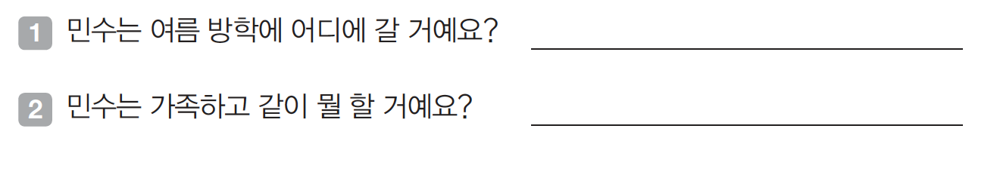 1 민수는 여름 방학에 어디에 갈 거예요?
2 민수는 가족하고 같이 뭘 할 거예요?